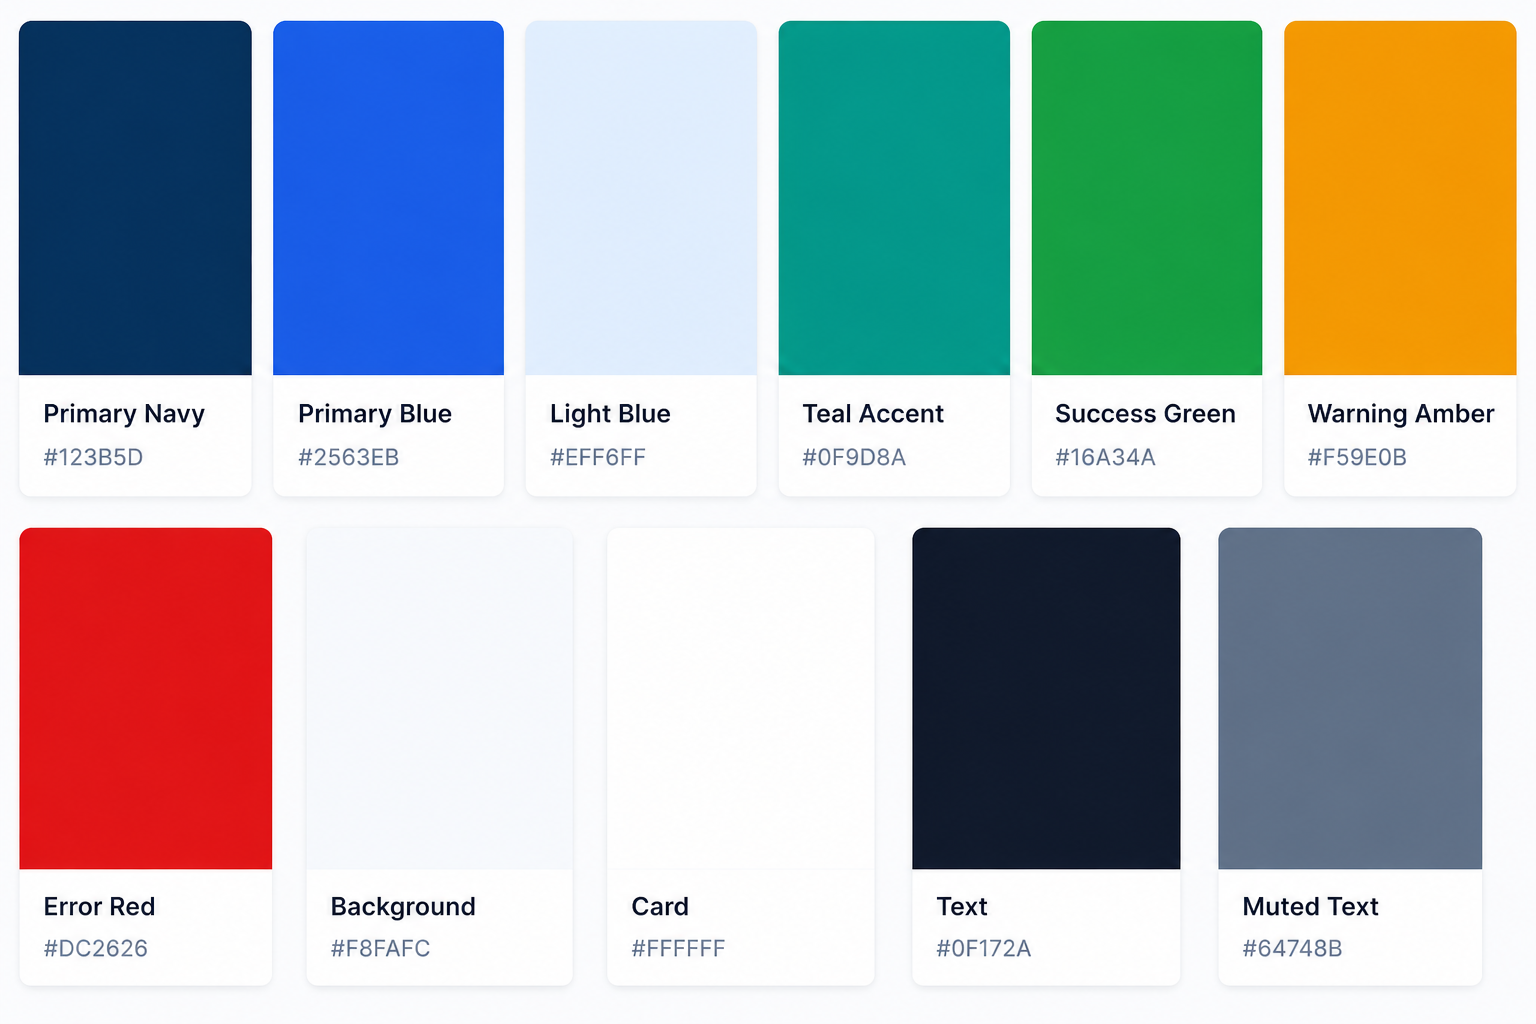 Primary Navy
#123B5D
Primary Blue
#2563EB
Light Blue
#EFF6FF
Teal Accent
#0F9D8A
Success Green
#16A34A
Warning Amber
#F59E0B
Error Red
#DC2626
Background
#F8FAFC
Card
#FFFFFF
Text
#0F172A
Muted Text
#64748B